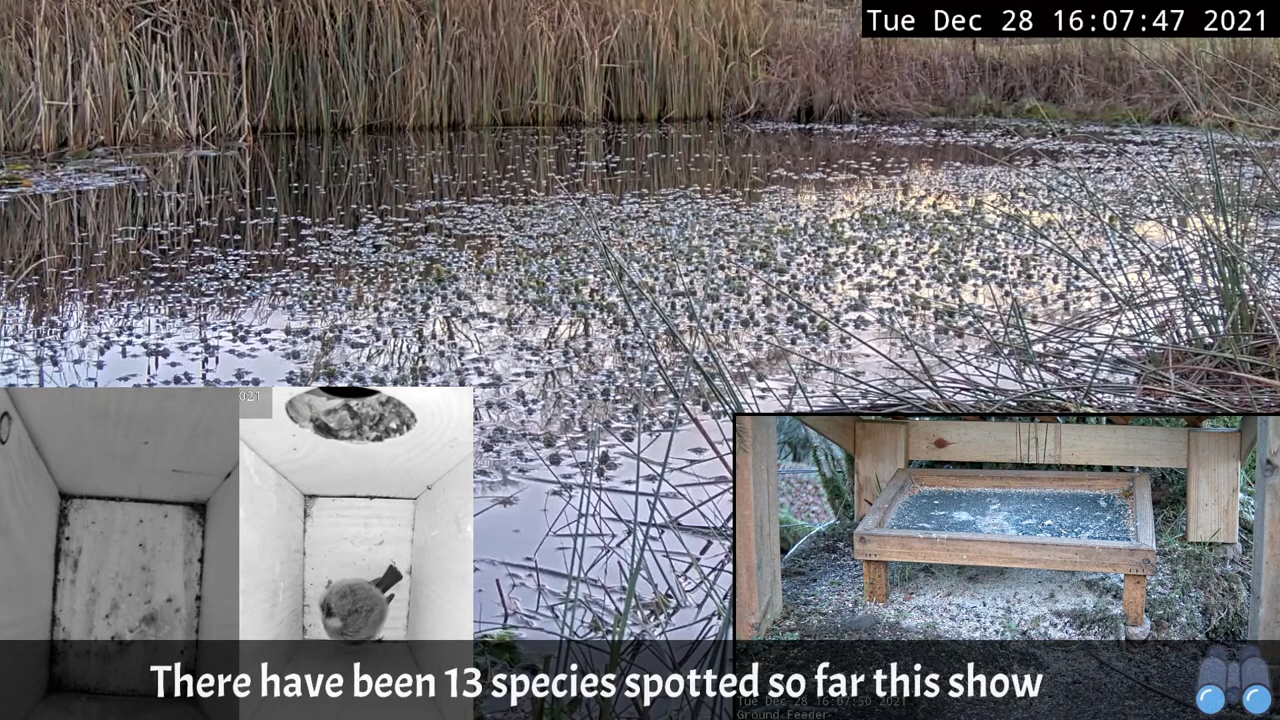 Tue Dec 28 16:07:47 2021
021
There have been 13 species spotted so far this show
Tue Dec 28 16:07:50 2021
Ground Feeder